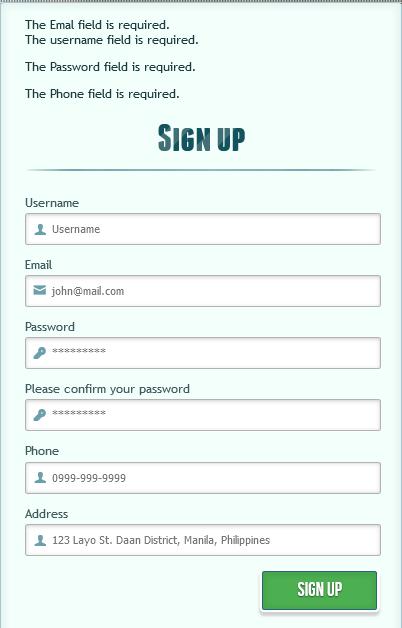 The Emal field is required.
The username field is required.
The Password field is required.
The Phone field is required.
SIGN UP
Username
Username
Email
john@mail.com
Password
*********
Please confirm your password
*********
Phone
0999-999-9999
Address
123 Layo St. Daan District, Manila, Philippines
SIGN UP